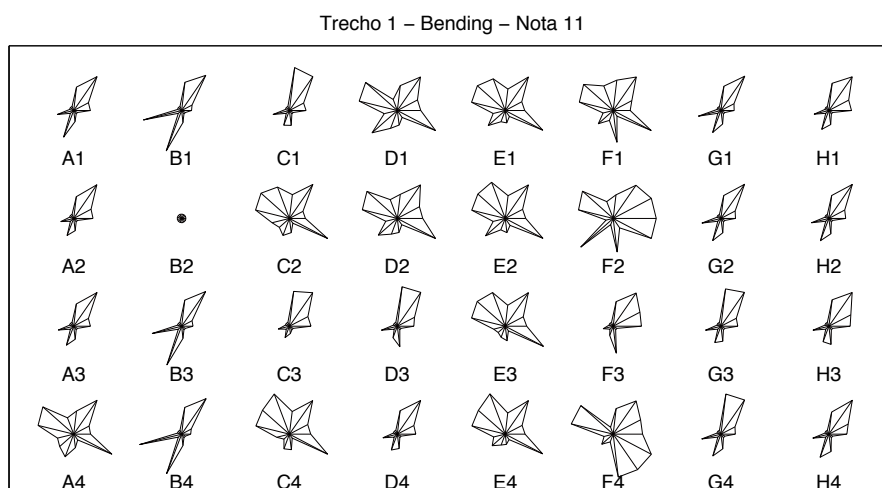 Trecho 1 – Bending – Nota 11
A1 B1 C1 D1 E1 F1 G1 H1
A2 B2 C2 D2 E2 F2 G2 H2
A3 B3 C3 D3 E3 F3 G3 H3
A4 B4 C4 D4 E4 F4 G4 H4